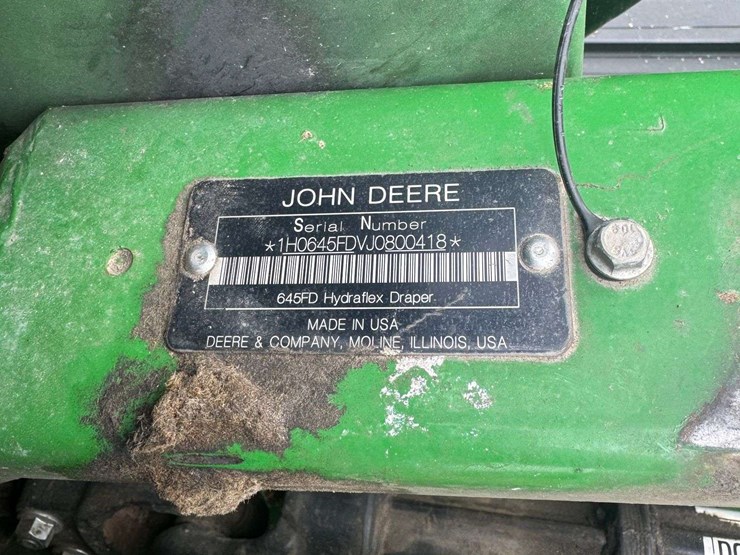 JOHN DEERE
Serial Number
*1H0645FDVJ0800418*
645FD Hydraflex Draper
MADE IN USA
DEERE & COMPANY, MOLINE, ILLINOIS, USA